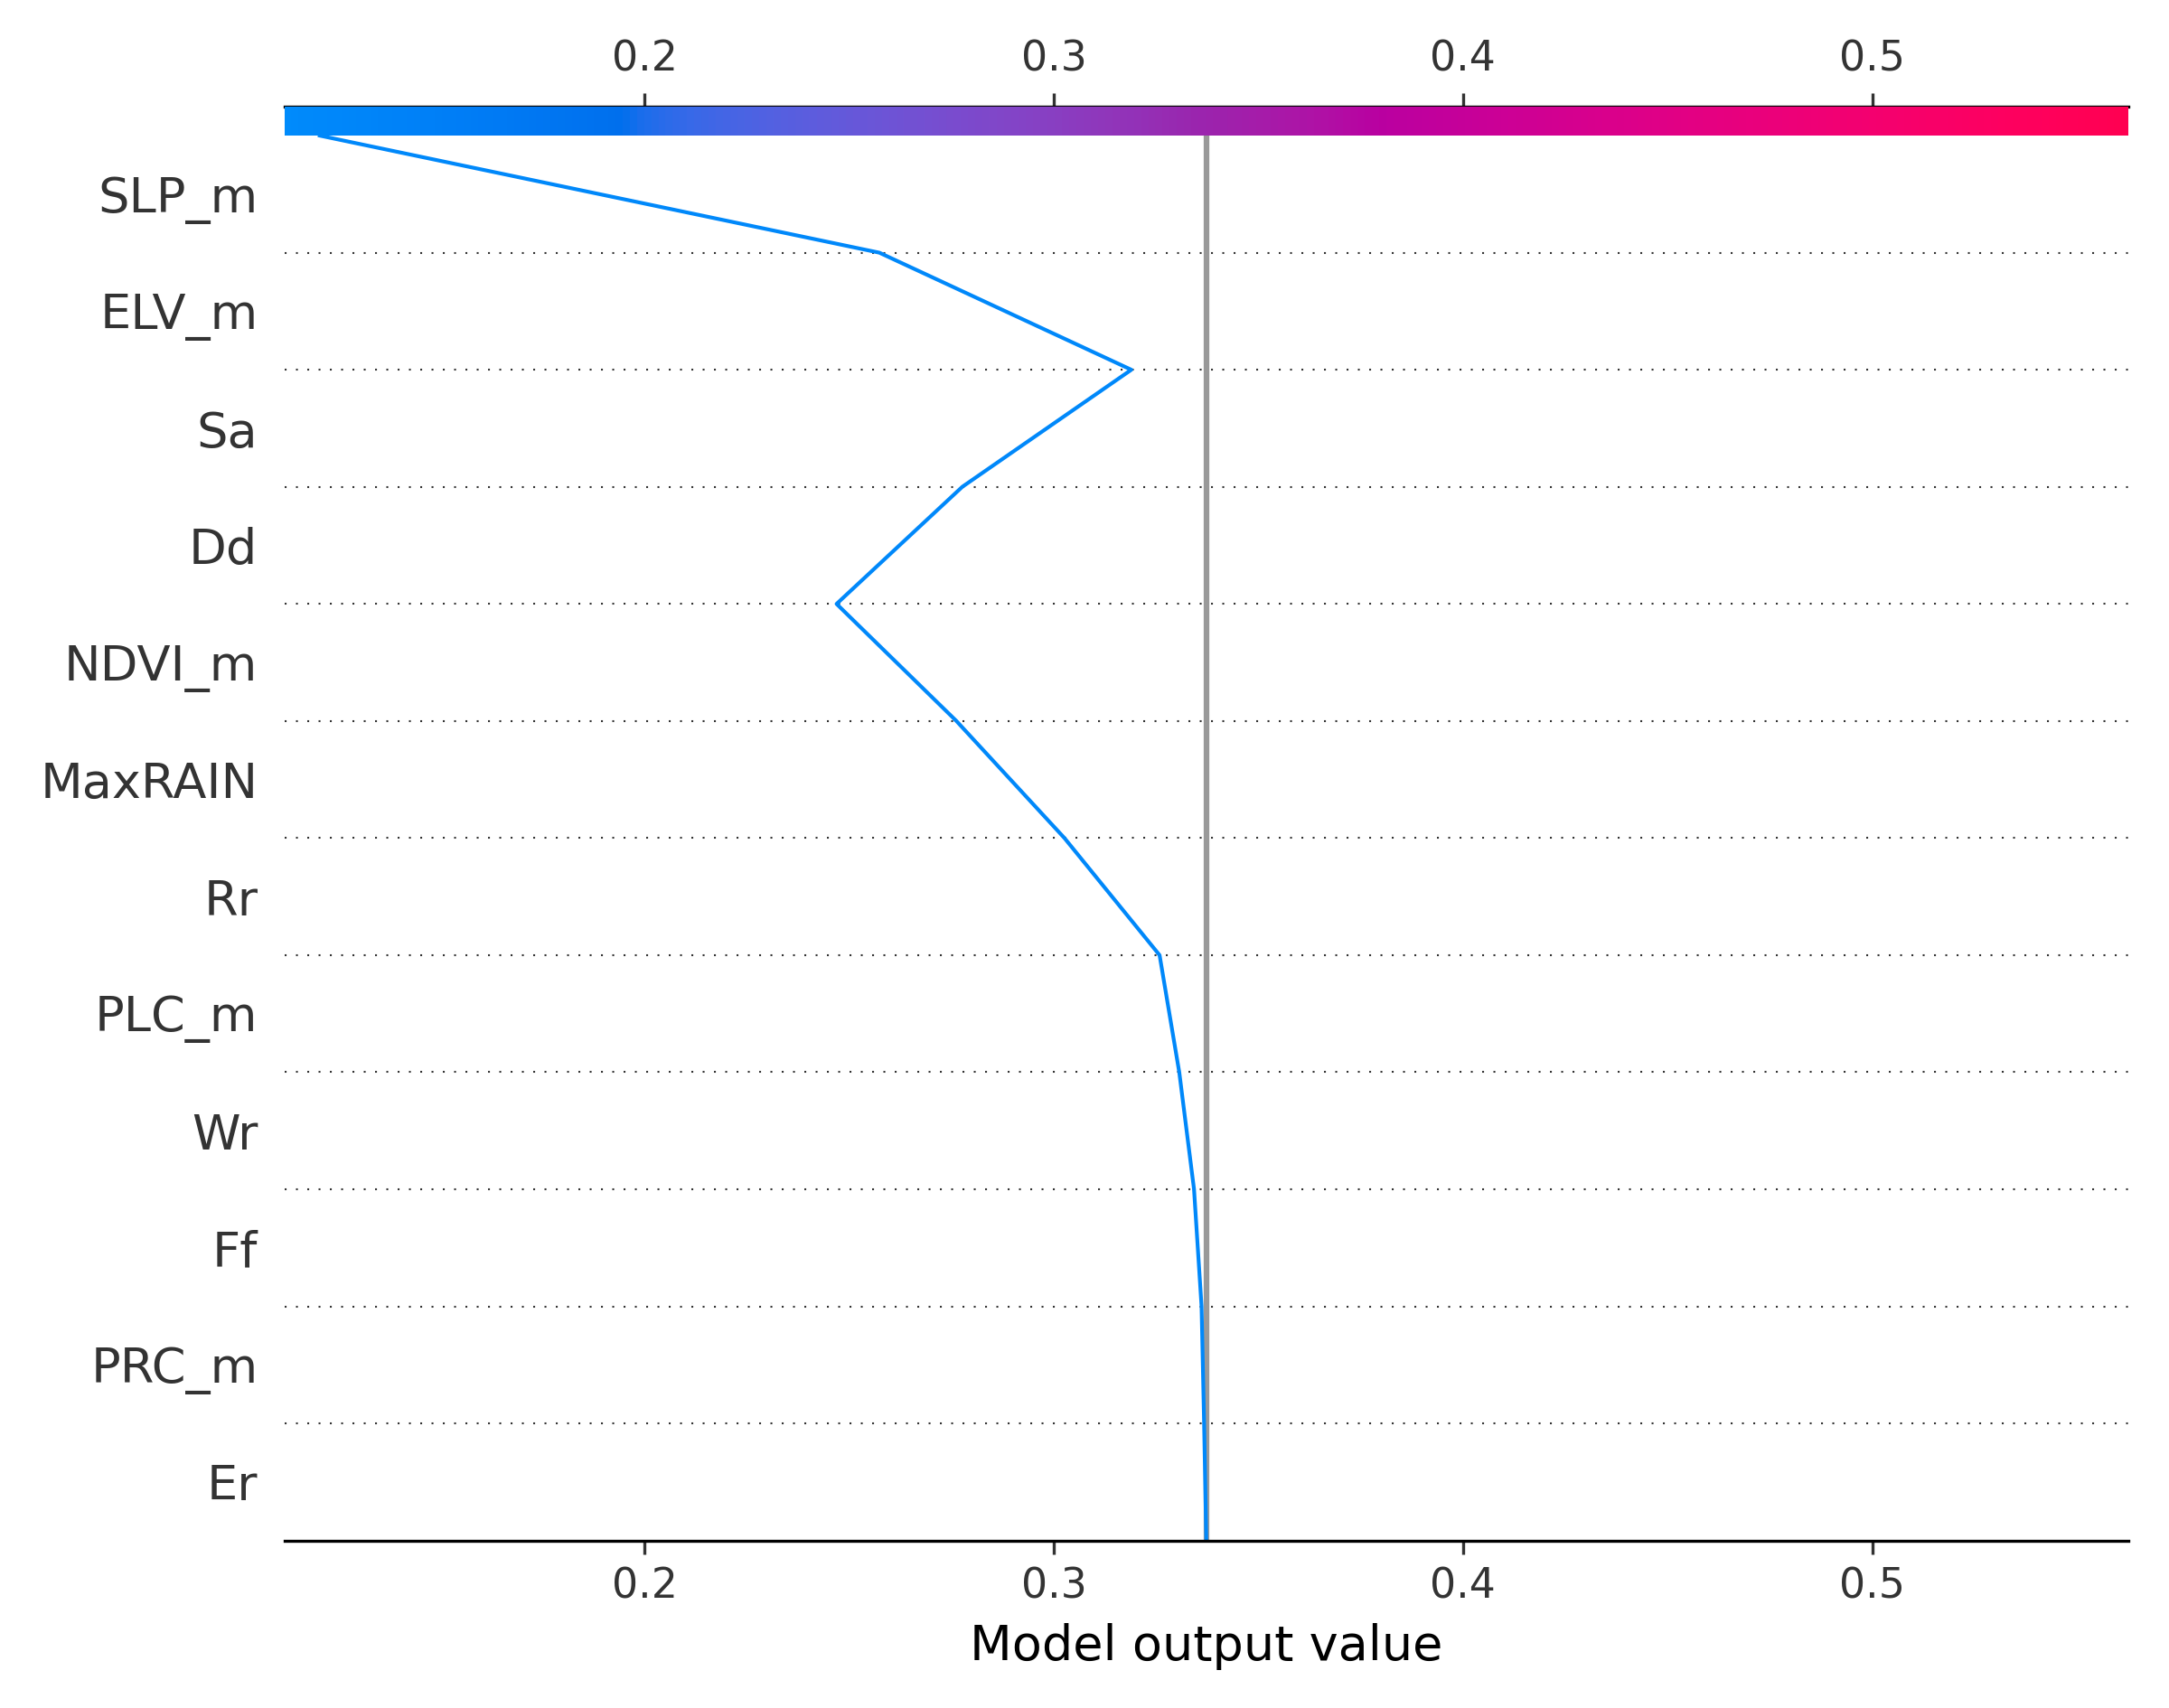 0.2 0.3 0.4 0.5
SLP_m
ELV_m
Sa
Dd
NDVI_m
MaxRAIN
Rr
PLC_m
Wr
Ff
PRC_m
Er
0.2 0.3 0.4 0.5
Model output value